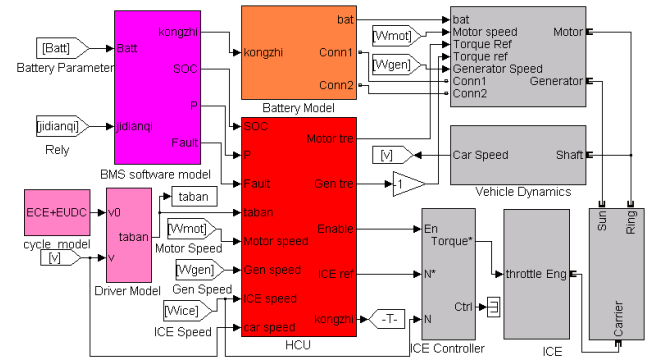 kongzhi
[Batt]
Batt
Battery Parameter
SOC
P
[jidianqi]
jidianqi
Rely
Fault
BMS software model
bat
kongzhi
Conn1
Conn2
Battery Model
[Wmot]
[Wgen]
bat
Motor speed
Motor
Torque Ref
Torque ref
Generator Speed
Conn1
Generator
Conn2
SOC
Motor tre
P
Fault
Gen tre
-1
[v]
Car Speed
Shaft
Vehicle Dynamics
ECE+EUDC
v0
taban
v
cycle_model
[v]
Driver Model
taban
[Wmot]
Motor Speed
[Wgen]
Gen Speed
[Wice]
ICE Speed
taban
Motor speed
Enable
Gen speed
ICE ref
ICE speed
kongzhi
car speed
HCU
-T-
En
Torque*
N*
Ctrl
N
ICE Controller
throttle
Eng
ICE
Sun
Ring
Carrier